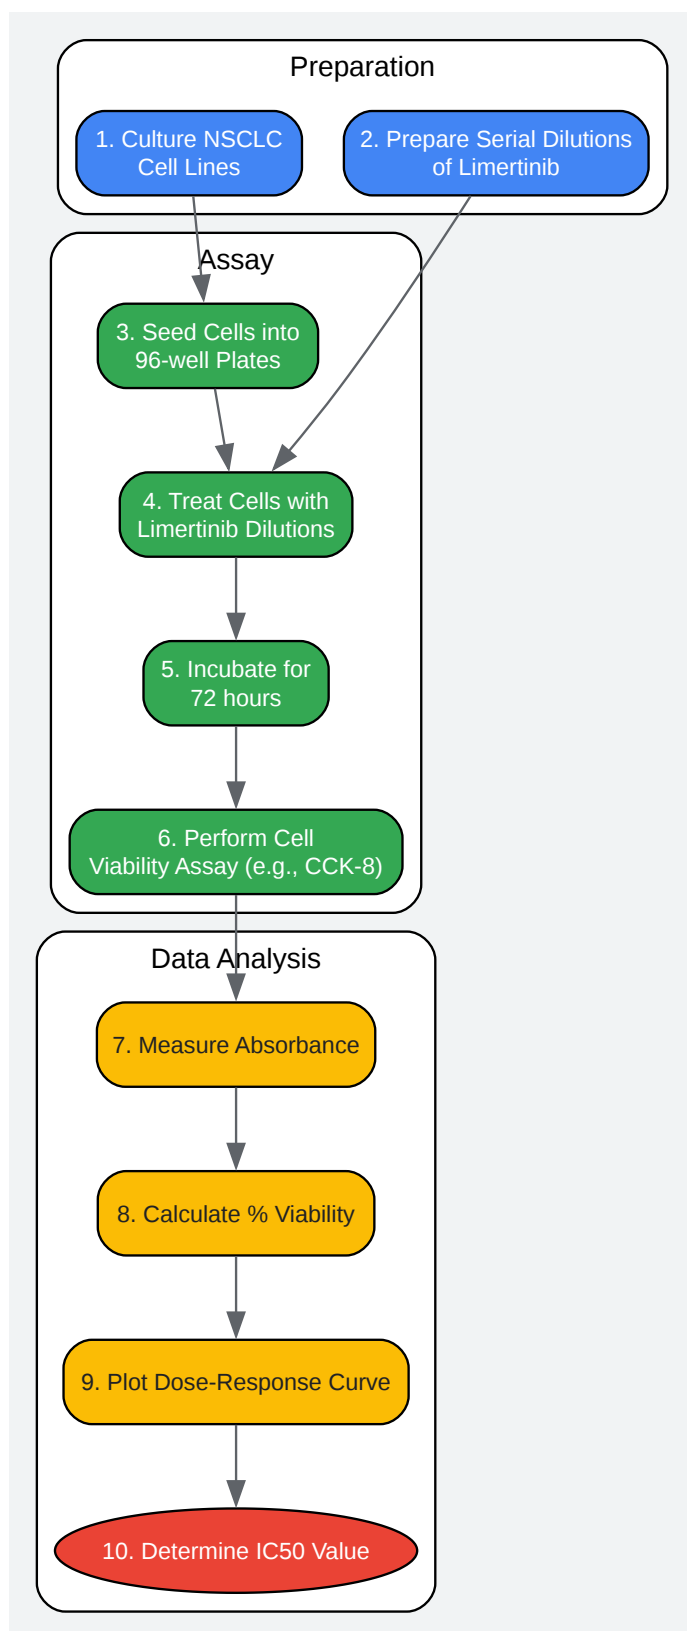 Preparation
1. Culture NSCLC
Cell Lines
2. Prepare Serial Dilutions
of Limertinib
Assay
3. Seed Cells into
96-well Plates
4. Treat Cells with
Limertinib Dilutions
5. Incubate for
72 hours
6. Perform Cell
Viability Assay (e.g., CCK-8)
Data Analysis
7. Measure Absorbance
8. Calculate % Viability
9. Plot Dose-Response Curve
10. Determine IC50 Value